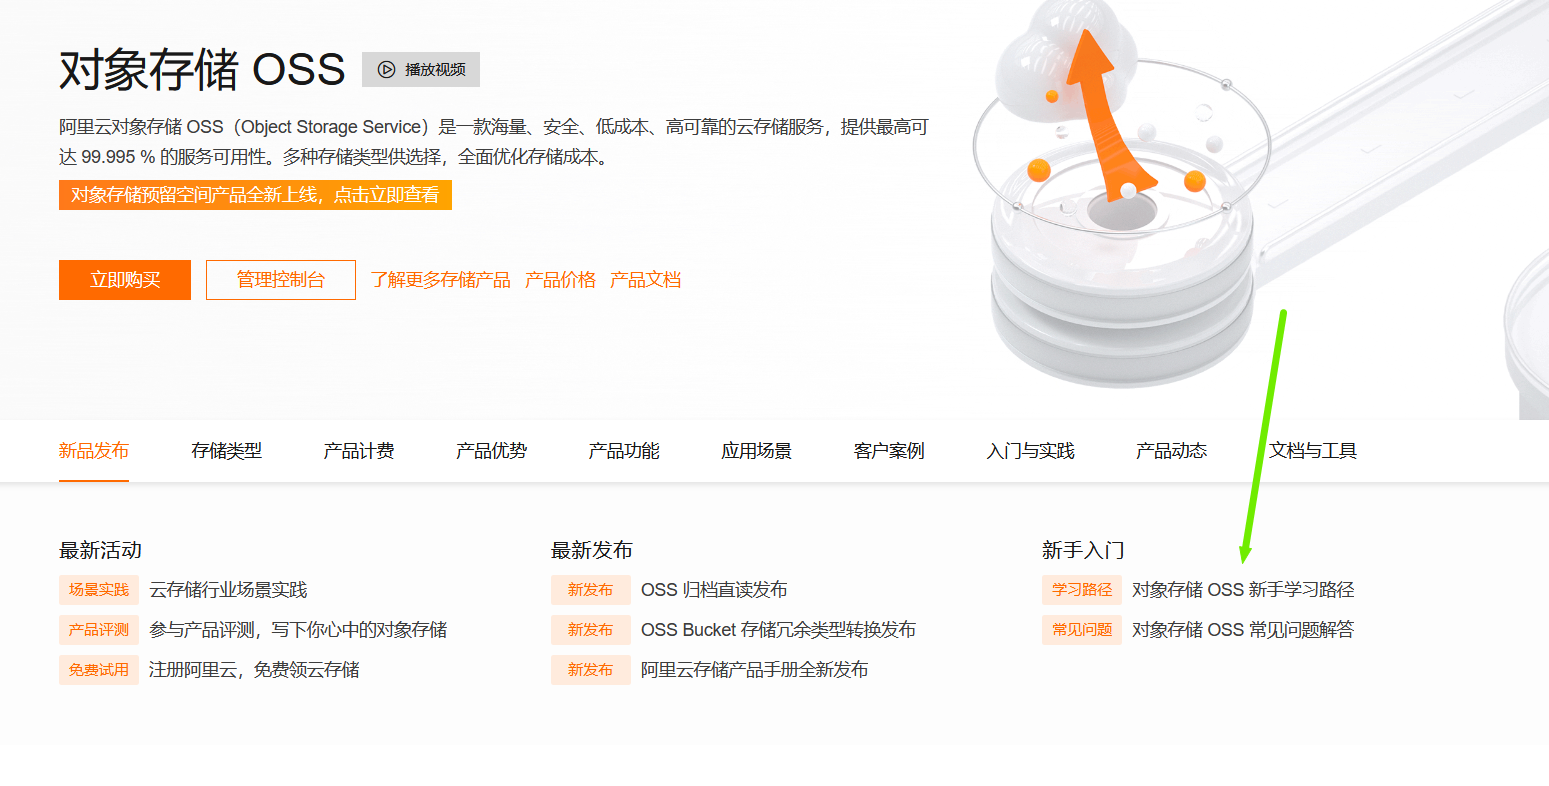 对象存储 OSS
播放视频
阿里云对象存储 OSS（Object Storage Service）是一款海量、安全、低成本、高可靠的云存储服务，提供最高可
达 99.995 % 的服务可用性。多种存储类型供选择，全面优化存储成本。
对象存储预留空间产品全新上线，点击立即查看
立即购买 管理控制台 了解更多存储产品 产品价格 产品文档
新品发布 存储类型 产品计费 产品优势 产品功能 应用场景 客户案例 入门与实践 产品动态 文档与工具
最新活动
场景实践 云存储行业场景实践
产品评测 参与产品评测，写下你心中的对象存储
免费试用 注册阿里云，免费领云存储
最新发布
新发布 OSS 归档直读发布
新发布 OSS Bucket 存储冗余类型转换发布
新发布 阿里云存储产品手册全新发布
新手入门
学习路径 对象存储 OSS 新手学习路径
常见问题 对象存储 OSS 常见问题解答